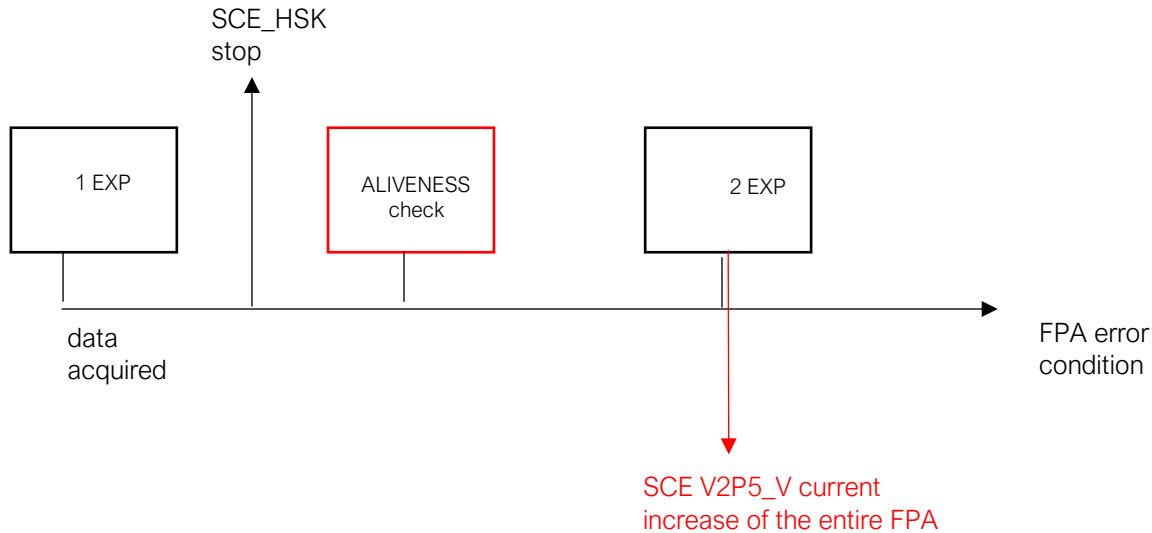 SCE_HSK
stop
1 EXP
ALIVENESS
check
2 EXP
data
acquired
FPA error
condition
SCE V2P5_V current
increase of the entire FPA